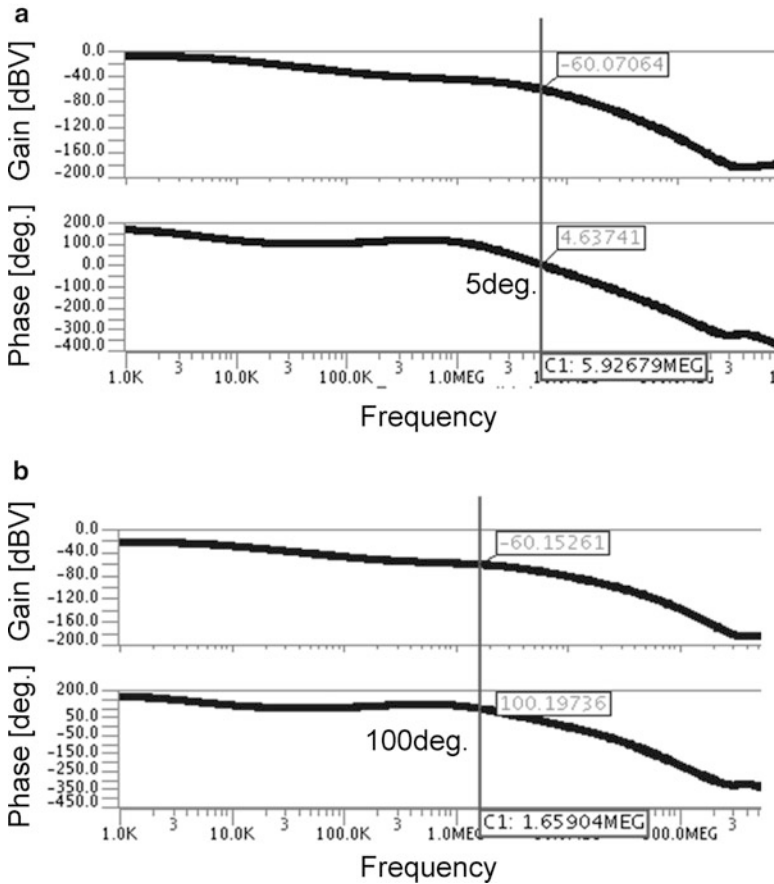 a
Gain [dBV]
0.0
-40.0
-80.0
-120.0
-160.0
-200.0
-60.07064
Phase [deg.]
200.0
100.0
0.0
-100.0
-200.0
-300.0
-400.0
4.63741
5deg.
C1: 5.92679MEG
1.0K 3 10.0K 3 100.0K 3 1.0MEG 3 3
Frequency
b
Gain [dBV]
0.0
-40.0
-80.0
-120.0
-160.0
-200.0
-60.15261
Phase [deg.]
200.0
50.0
-50.0
-150.0
-250.0
-350.0
-450.0
100.19736
100deg.
C1: 1.65904MEG
1.0K 3 10.0K 3 100.0K 3 1.0MEG 00.0MEG 3
Frequency